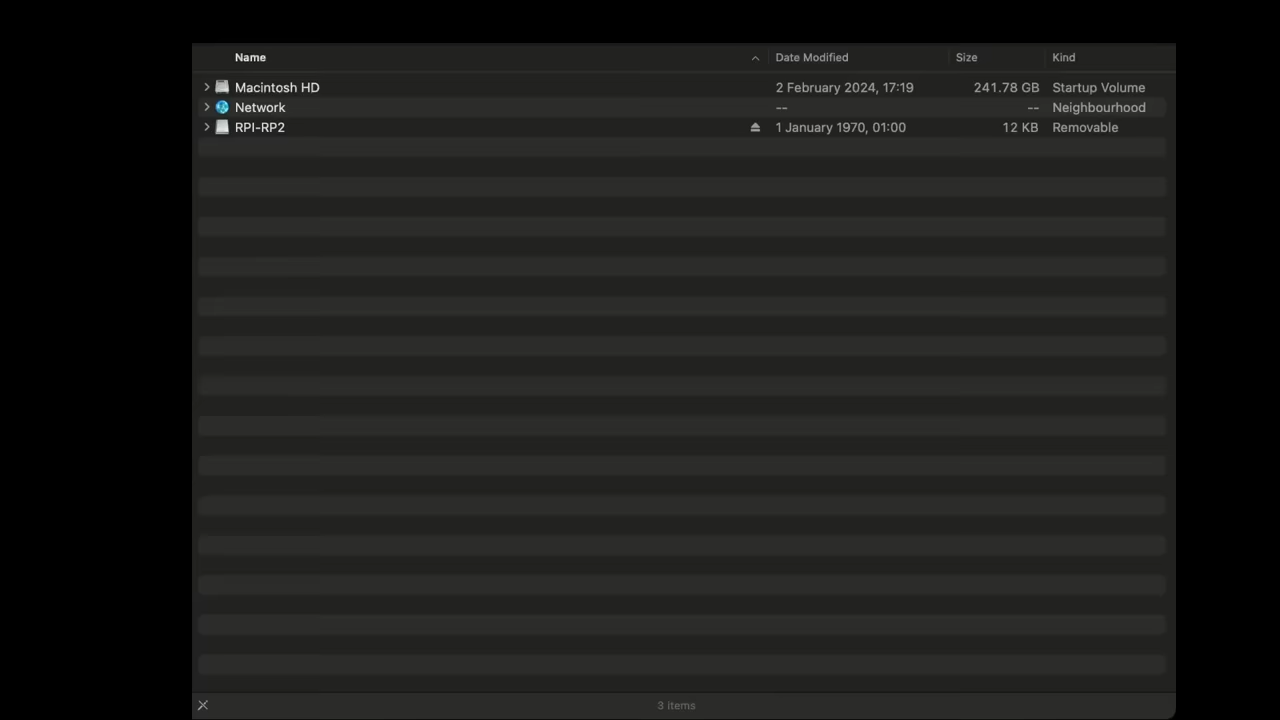 Name Date Modified Size Kind
Macintosh HD 2 February 2024, 17:19 241.78 GB Startup Volume
Network -- -- Neighbourhood
RPI-RP2 1 January 1970, 01:00 12 KB Removable
3 items